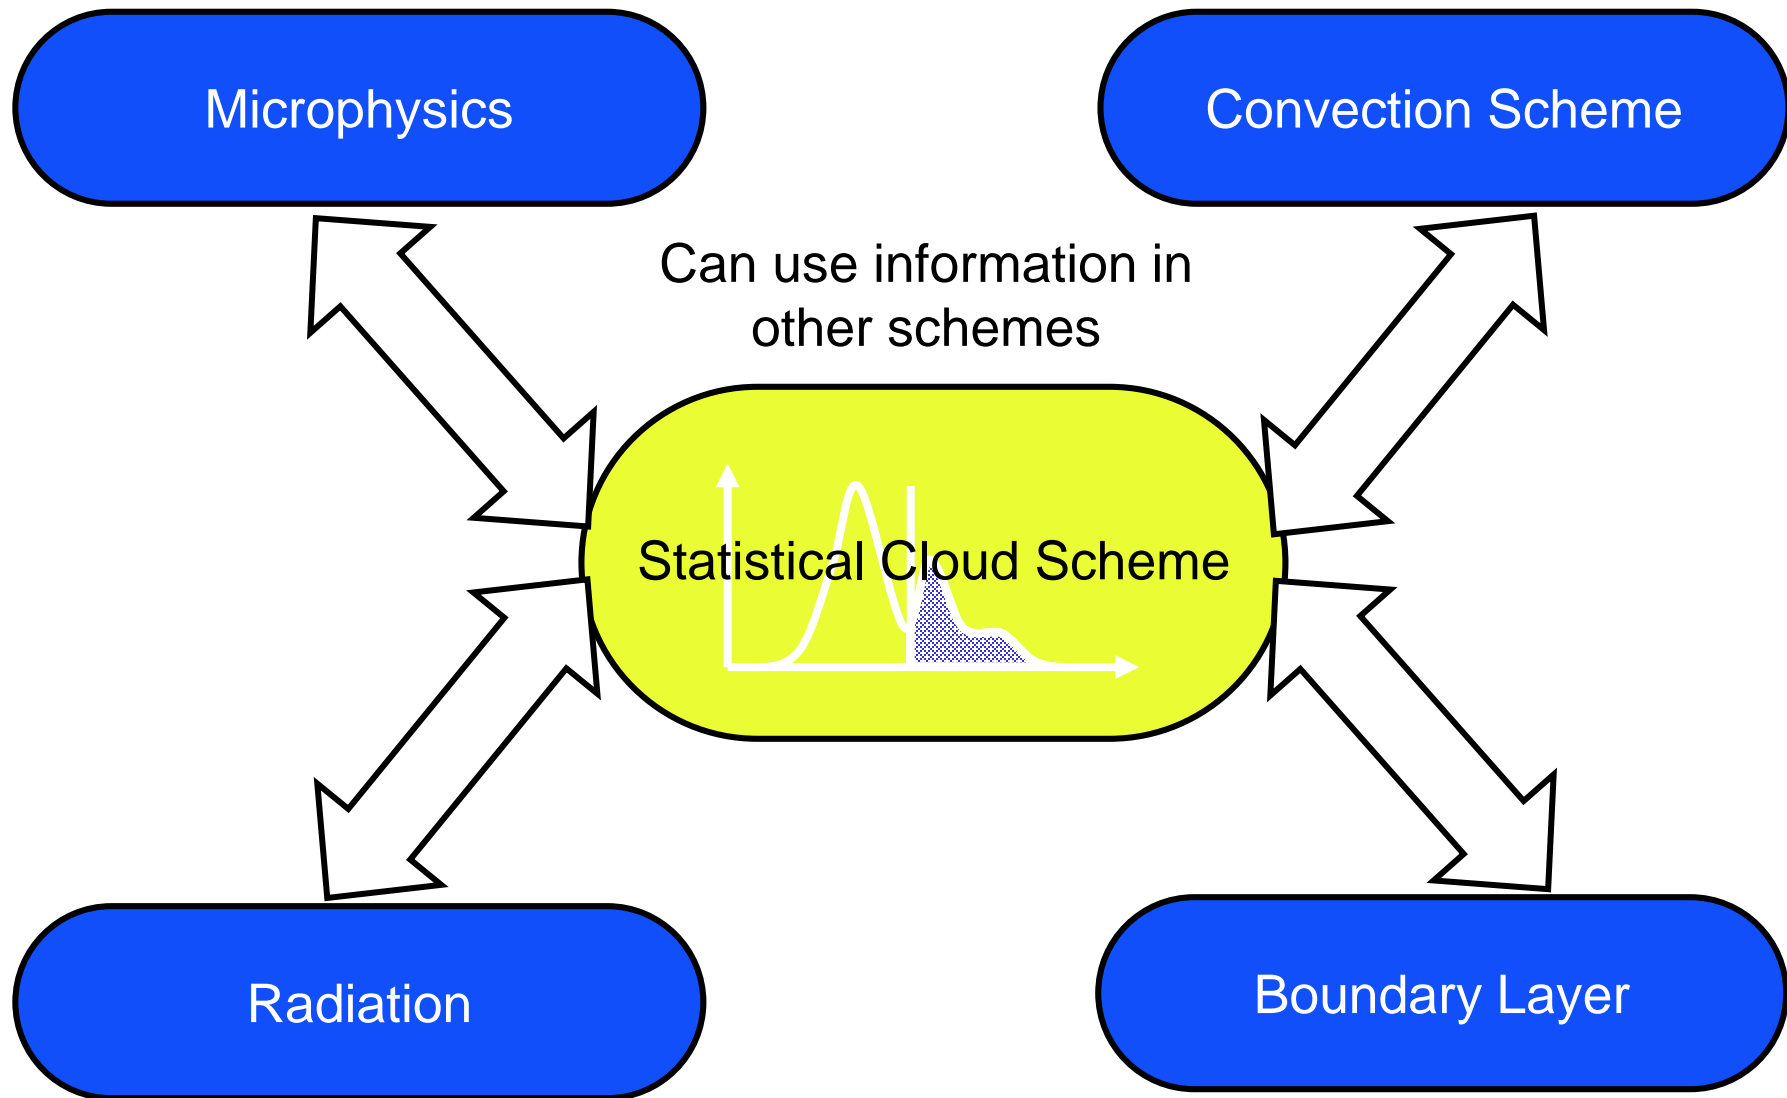 Microphysics
Convection Scheme
Can use information in
other schemes
Statistical Cloud Scheme
Radiation
Boundary Layer